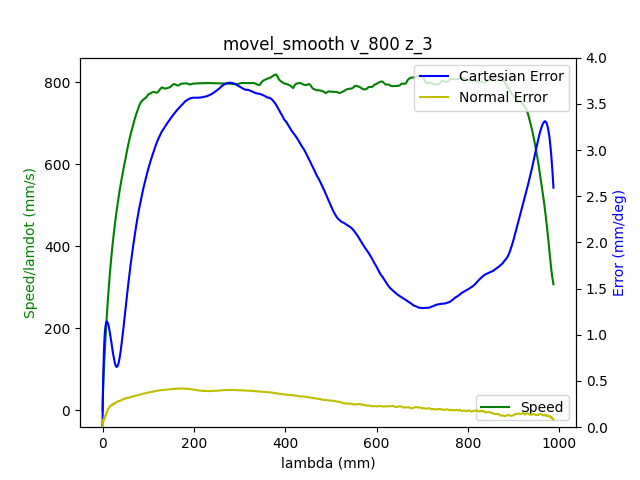 movel_smooth v_800 z_3
Cartesian Error
Normal Error
Speed
Speed/lamdot (mm/s)
800
600
400
200
0
Error (mm/deg)
4.0
3.5
3.0
2.5
2.0
1.5
1.0
0.5
0.0
0 200 400 600 800 1000
lambda (mm)